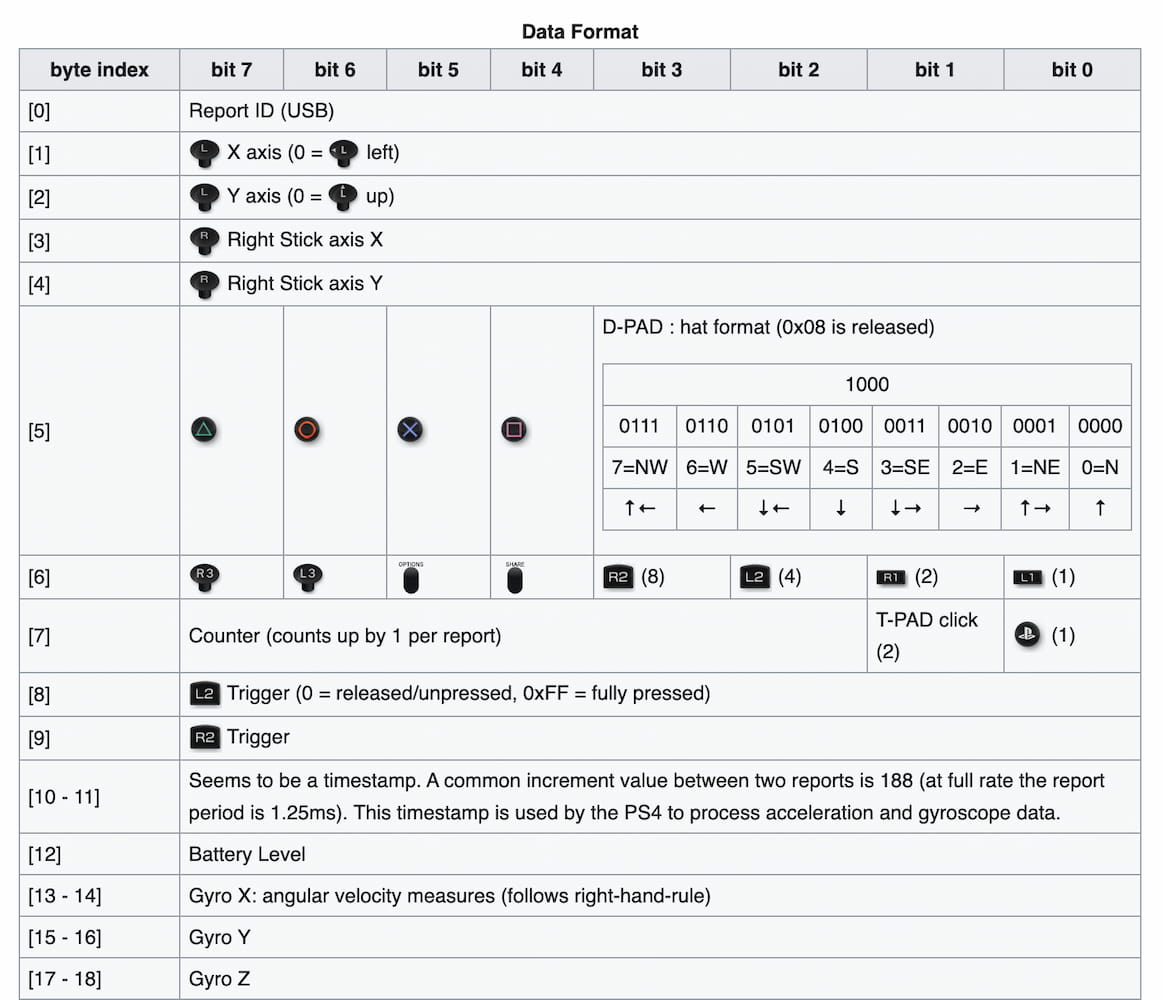 Data Format
byte index bit 7 bit 6 bit 5 bit 4 bit 3 bit 2 bit 1 bit 0
[0] Report ID (USB)
[1] L X axis (0 = L left)
[2] L Y axis (0 = L up)
[3] R Right Stick axis X
[4] R Right Stick axis Y
D-PAD : hat format (0x08 is released)
1000
0111 0110 0101 0100 0011 0010 0001 0000
[5]
7=NW 6=W 5=SW 4=S 3=SE 2=E 1=NE 0=N
↑← ← ↓← ↓ ↓→ → ↑→ ↑
[6] R3 L3 OPTIONS SHARE R2 (8) L2 (4) R1 (2) L1 (1)
[7] Counter (counts up by 1 per report) T-PAD click
(2) (1)
[8] L2 Trigger (0 = released/unpressed, 0xFF = fully pressed)
[9] R2 Trigger
[10 - 11] Seems to be a timestamp. A common increment value between two reports is 188 (at full rate the report
period is 1.25ms). This timestamp is used by the PS4 to process acceleration and gyroscope data.
[12] Battery Level
[13 - 14] Gyro X: angular velocity measures (follows right-hand-rule)
[15 - 16] Gyro Y
[17 - 18] Gyro Z